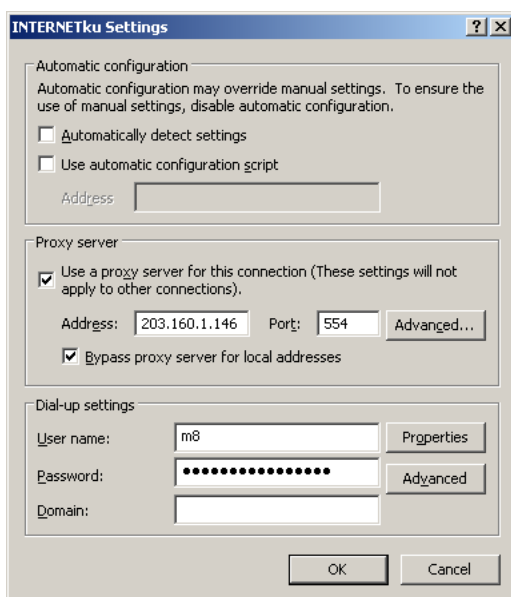 INTERNETku Settings
Automatic configuration
Automatic configuration may override manual settings. To ensure the
use of manual settings, disable automatic configuration.
Automatically detect settings
Use automatic configuration script
Address
Proxy server
Use a proxy server for this connection (These settings will not
apply to other connections).
Address: 203.160.1.146 Port: 554 Advanced...
Bypass proxy server for local addresses
Dial-up settings
User name: m8 Properties
Password: ●●●●●●●●●●●●●●●● Advanced
Domain:
OK Cancel